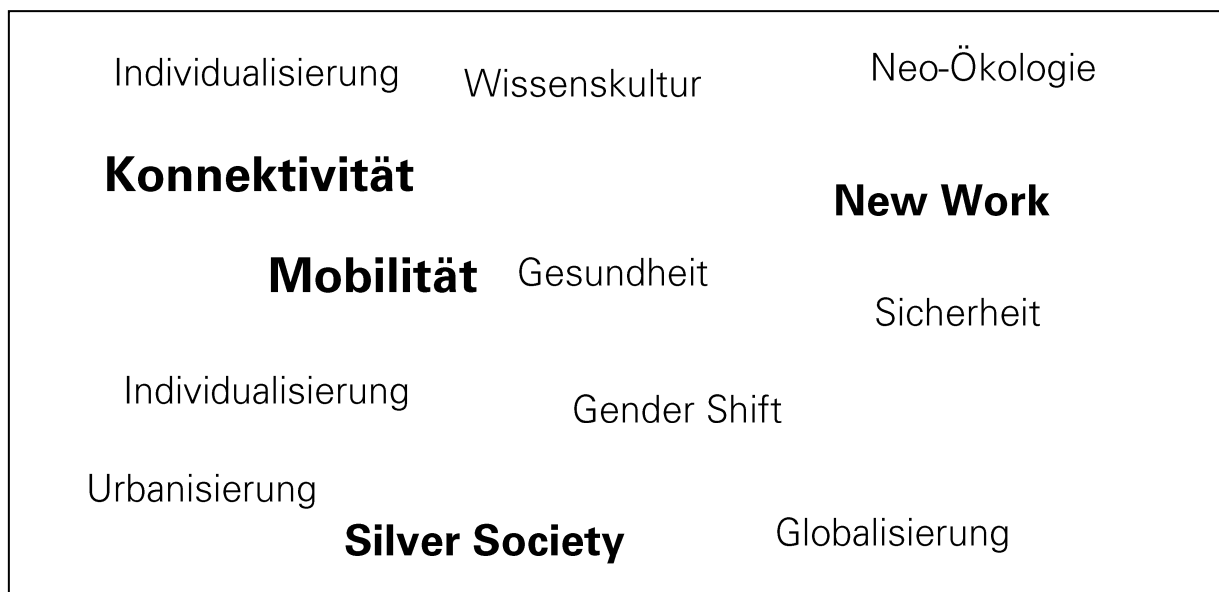 Individualisierung
Wissenskultur
Neo-Ökologie
Konnektivität
New Work
Mobilität
Gesundheit
Sicherheit
Individualisierung
Gender Shift
Urbanisierung
Silver Society
Globalisierung